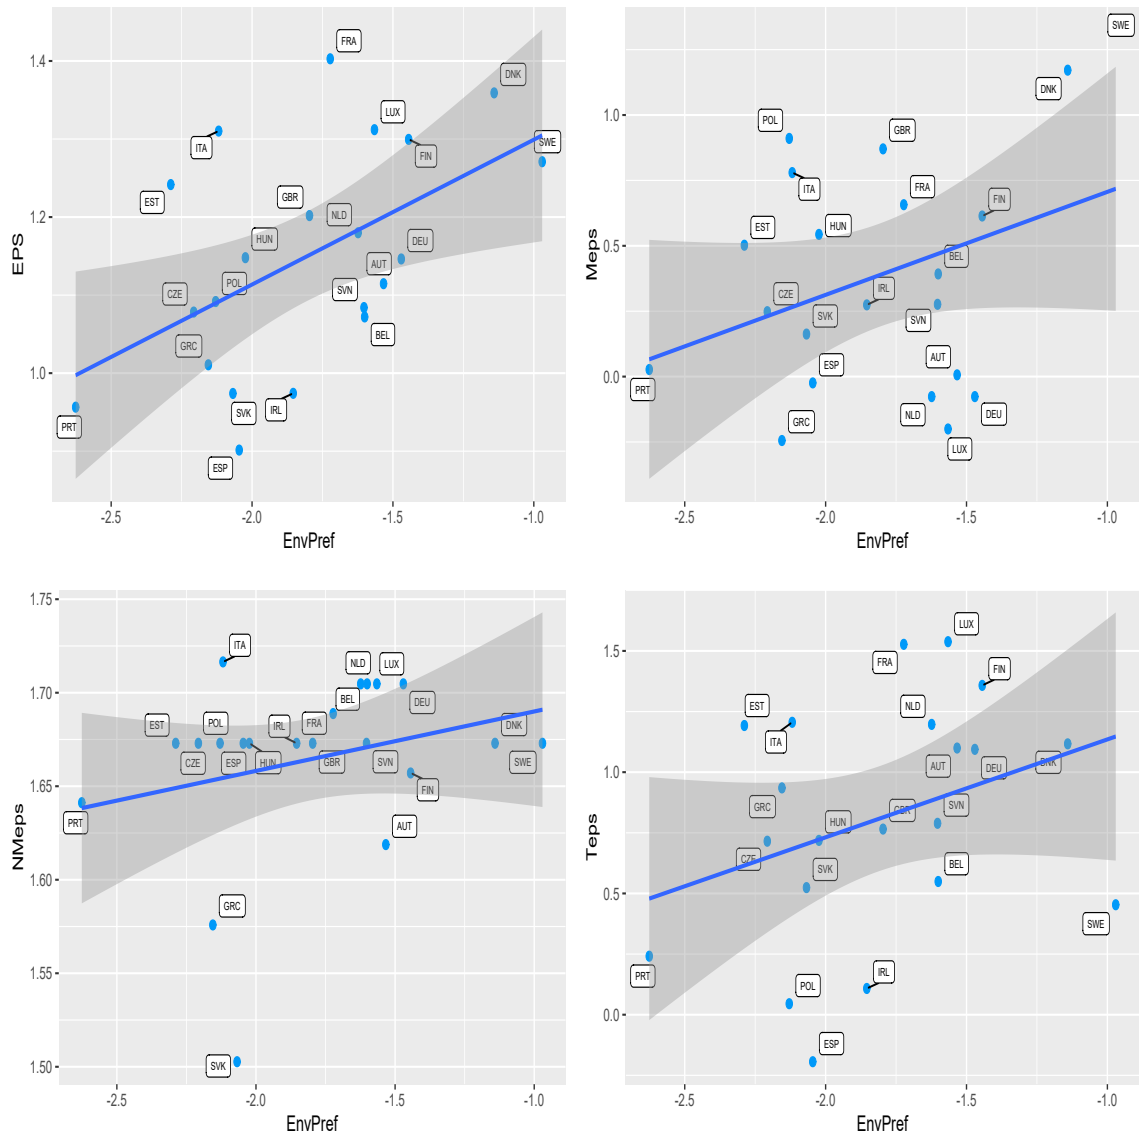 FRA
1.4
DNK
LUX
ITA
FIN
SWE
EST
GBR
NLD
1.2
HUN
DEU
AUT
POL
CZE
SVN
BEL
GRC
1.0
IRL
SVK
PRT
ESP
EPS
-2.5
-2.0
-1.5
-1.0
EnvPref
SWE
DNK
1.0
POL
GBR
ITA
FRA
FIN
EST
HUN
0.5
BEL
CZE
IRL
SVK
SVN
AUT
ESP
0.0
PRT
NLD
DEU
GRC
LUX
Meps
-2.5
-2.0
-1.5
-1.0
EnvPref
1.75
ITA
NLD
LUX
1.70
BEL
DEU
EST
POL
IRL
FRA
DNK
CZE
ESP
HUN
GBR
SVN
SWE
1.65
FIN
PRT
AUT
1.60
GRC
1.55
SVK
1.50
NMeps
-2.5
-2.0
-1.5
-1.0
EnvPref
LUX
1.5
FRA
FIN
EST
NLD
ITA
DNK
AUT
DEU
1.0
GRC
GBR
SVN
HUN
CZE
BEL
SVK
0.5
SWE
PRT
IRL
POL
0.0
ESP
Teps
-2.5
-2.0
-1.5
-1.0
EnvPref